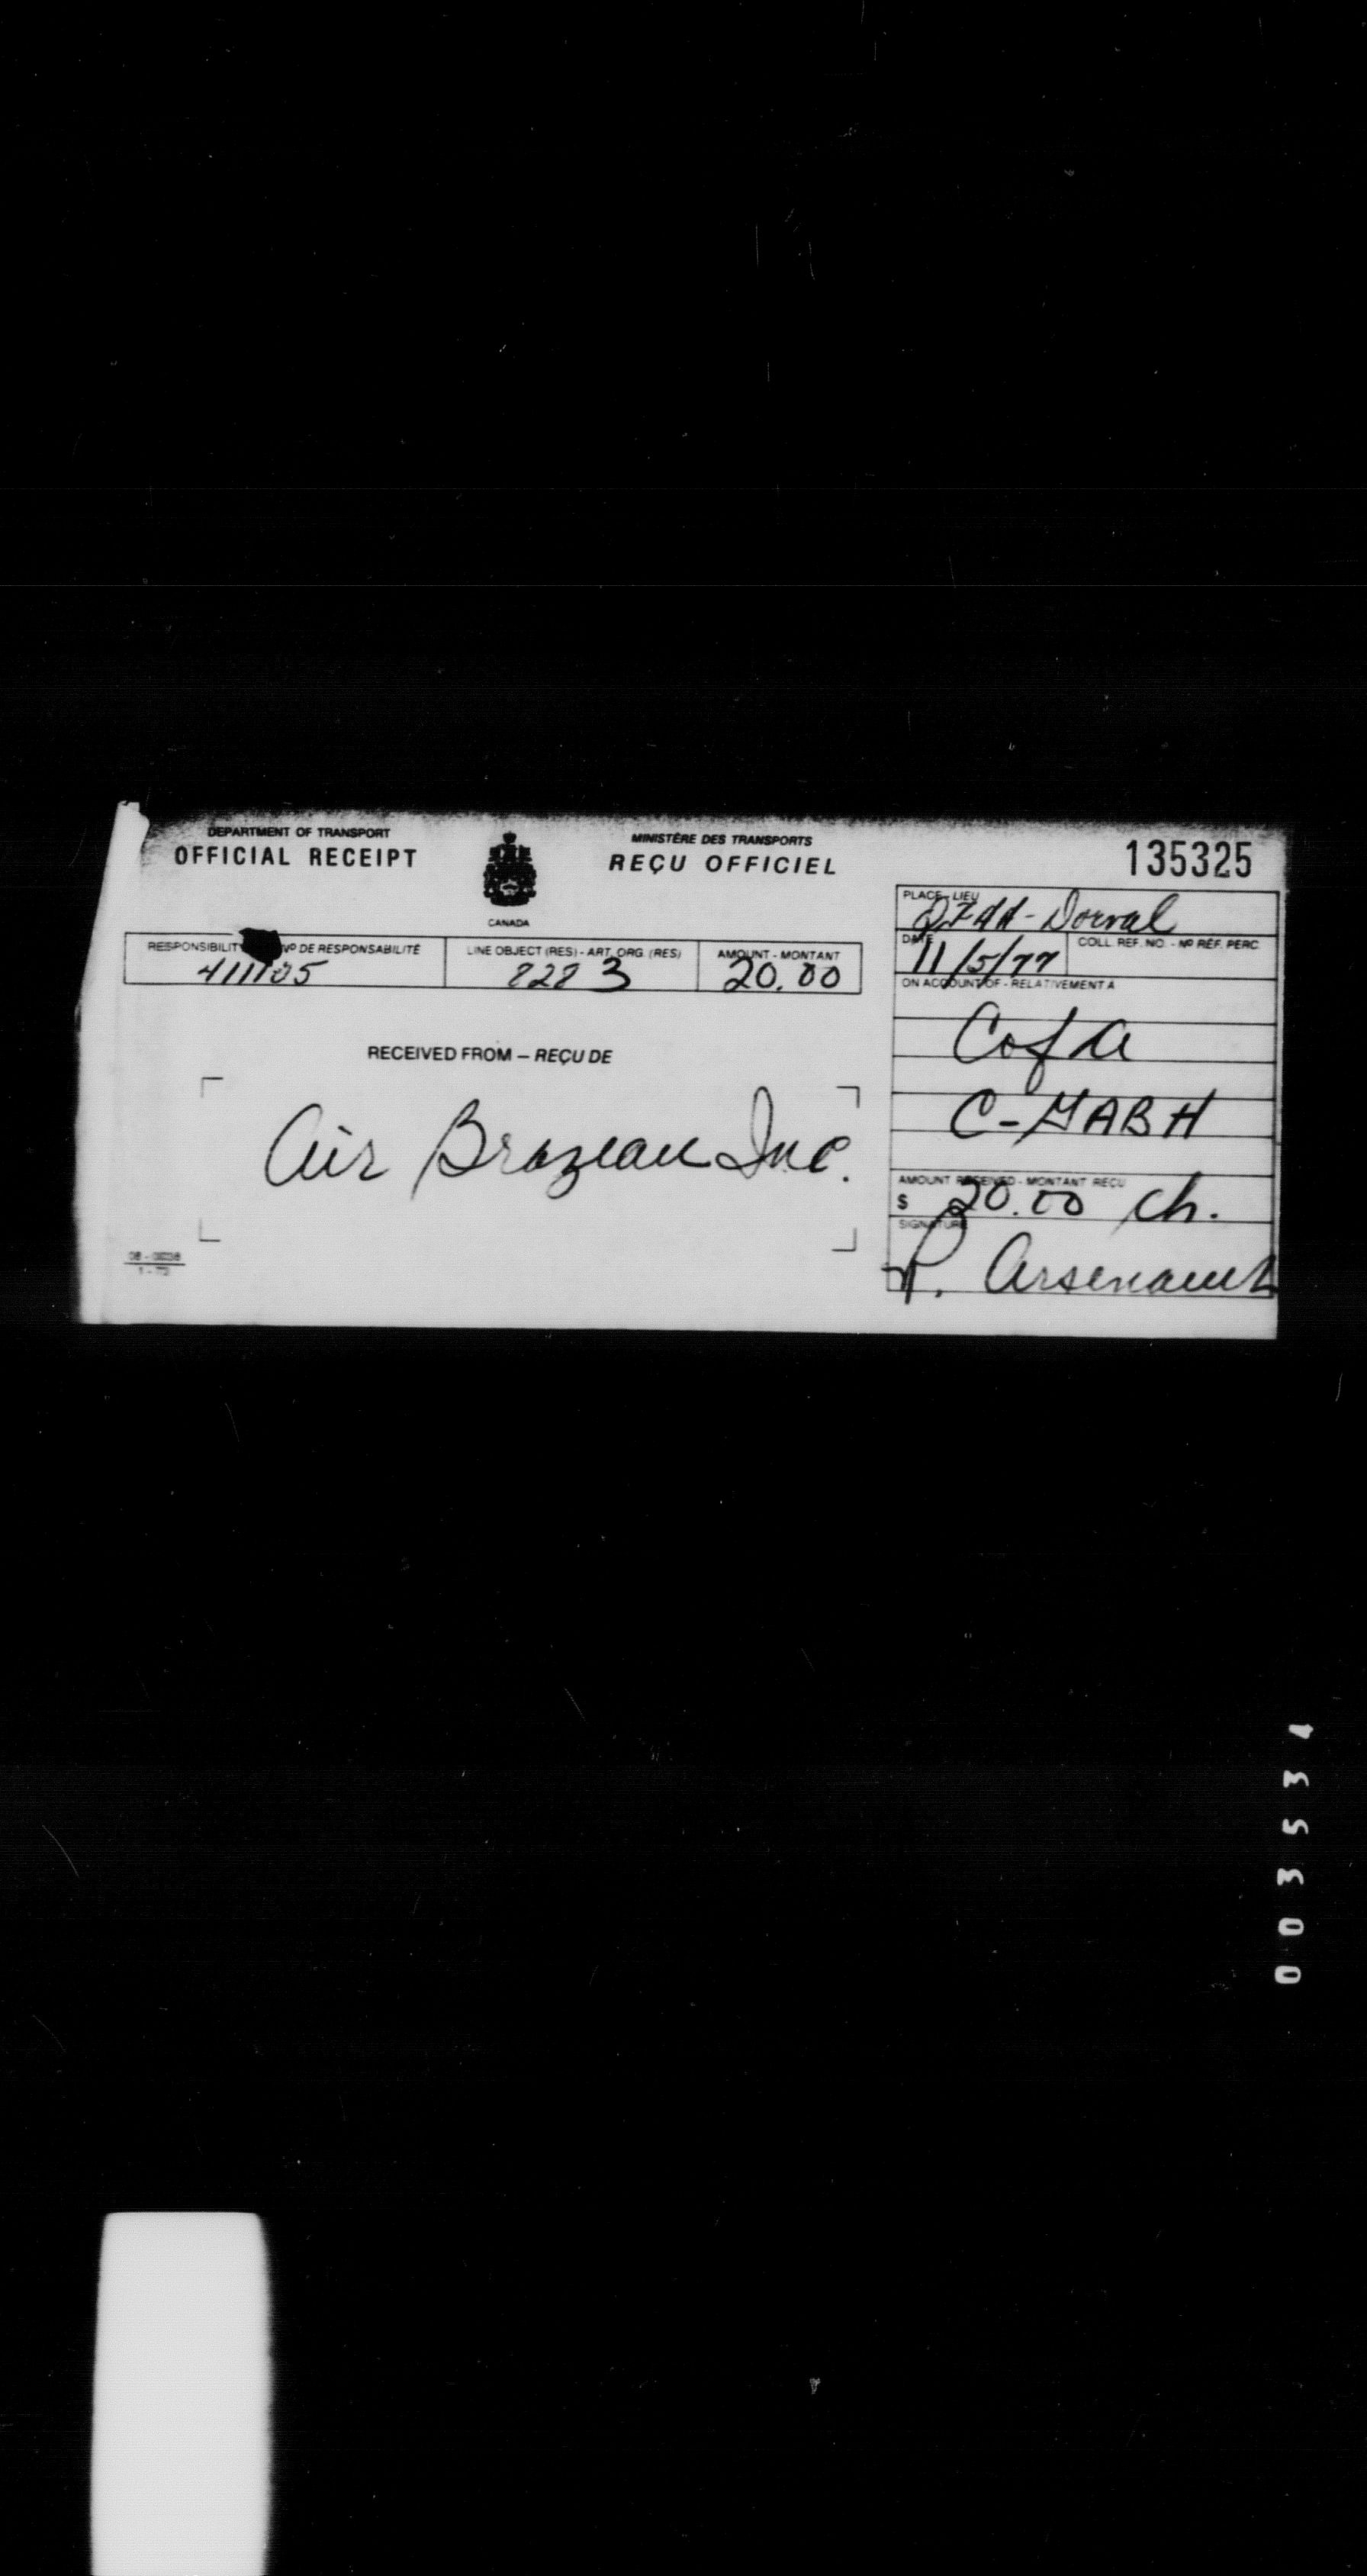 DEPARTMENT OF TRANSPORT
OFFICIAL RECEIPT
CANADA
MINISTÈRE DES TRANSPORTS
REÇU OFFICIEL
135325
PLACE - LIEU
Dorval
DATE
11/5/77
COLL. REF. NO. - Nº RÉF. PERC.
RESPONSIBILITY Nº DE RESPONSABILITÉ
411105
LINE OBJECT (RES) - ART. ORG. (RES)
2223
AMOUNT - MONTANT
20.00
ON ACCOUNT OF - RELATIVEMENT A
C of A
C-GABH
RECEIVED FROM – REÇU DE
Air Brazeau Inc.
AMOUNT RECEIVED - MONTANT REÇU
$ 20.00 ch.
SIGNATURE
R. Arsenault
003534